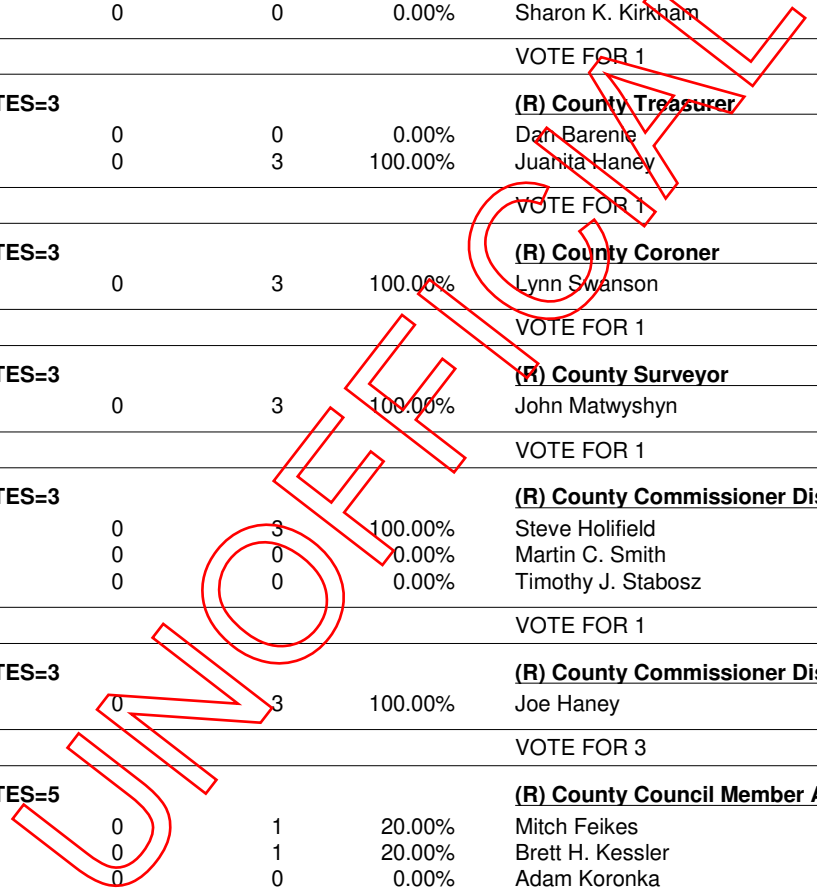 0 0 0.00% Sharon K. Kirkham
VOTE FOR 1
TES=3 (R) County Treasurer
0 0 0.00% Dan Barenie
0 3 100.00% Juanita Haney
VOTE FOR 1
TES=3 (R) County Coroner
0 3 100.00% Lynn Swanson
VOTE FOR 1
TES=3 (R) County Surveyor
0 3 100.00% John Matwyshyn
VOTE FOR 1
TES=3 (R) County Commissioner Dis
0 3 100.00% Steve Holifield
0 0 0.00% Martin C. Smith
0 0 0.00% Timothy J. Stabosz
VOTE FOR 1
TES=3 (R) County Commissioner Dis
0 3 100.00% Joe Haney
VOTE FOR 3
TES=5 (R) County Council Member A
0 1 20.00% Mitch Feikes
0 1 20.00% Brett H. Kessler
0 0 0.00% Adam Koronka
UNOFFICIAL